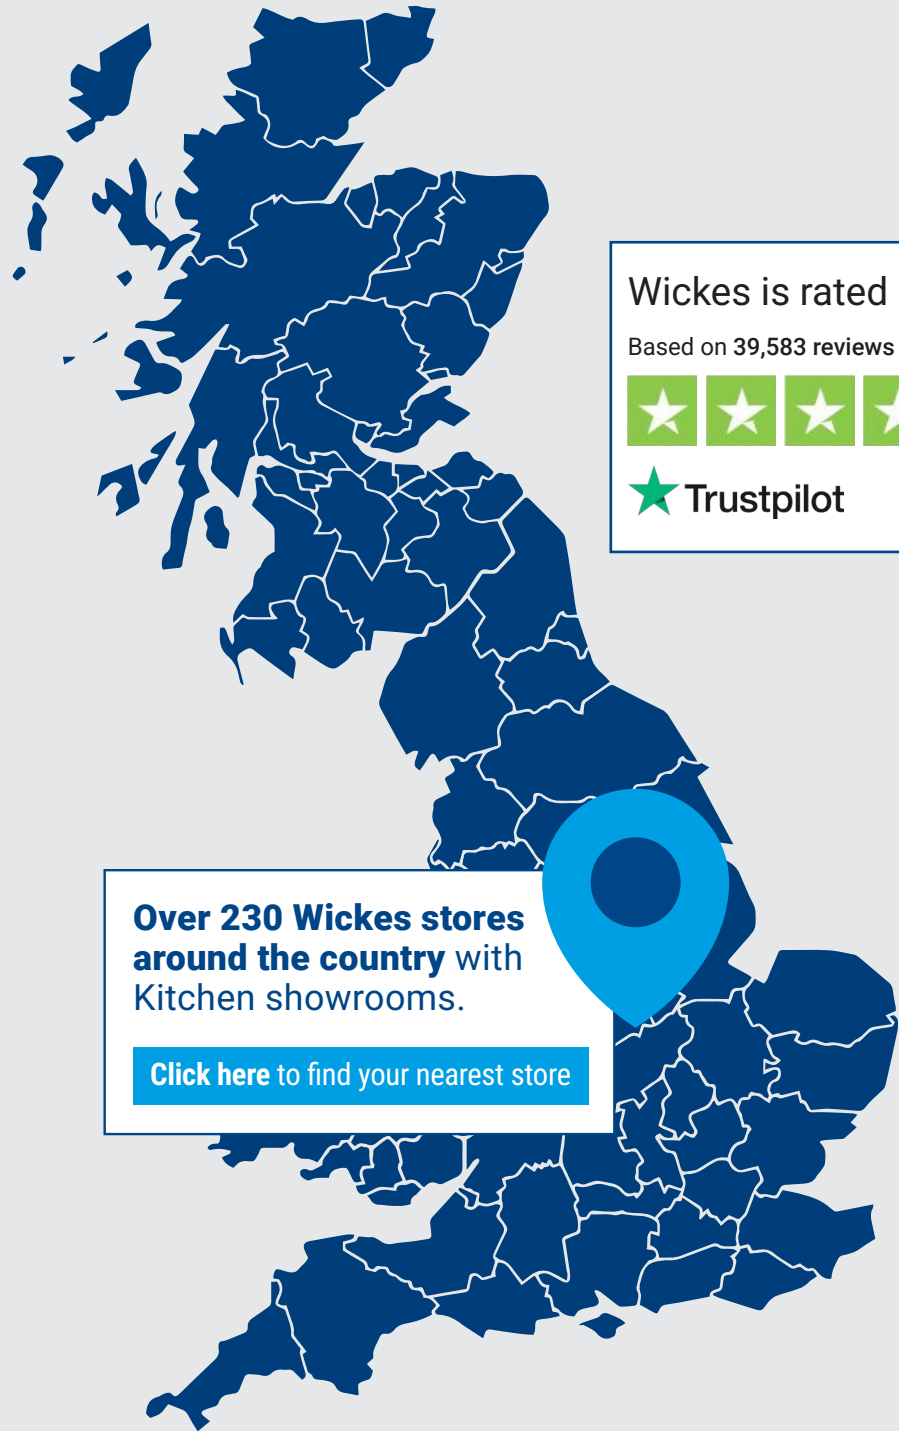 Wickes is rated
Based on 39,583 reviews
Trustpilot
Over 230 Wickes stores
around the country with
Kitchen showrooms.
Click here to find your nearest store